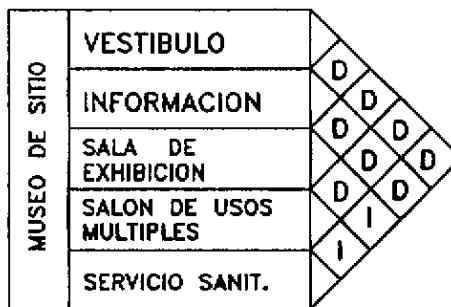 MUSEO DE SITIO
VESTIBULO
INFORMACION
SALA DE
EXHIBICION
SALON DE USOS
MULTIPLES
SERVICIO SANIT.
D
D
D D
D D
D D
I
I